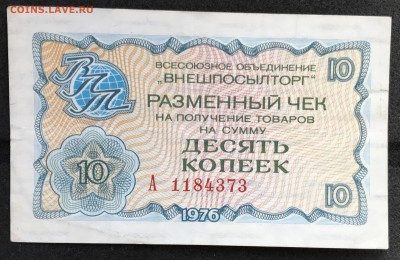 COINS.LAVE.RU
ВПТ
ВСЕСОЮЗНОЕ ОБЪЕДИНЕНИЕ
"ВНЕШПОСЫЛТОРГ"
10
РАЗМЕННЫЙ ЧЕК
НА ПОЛУЧЕНИЕ ТОВАРОВ
НА СУММУ
ДЕСЯТЬ
КОПЕЕК
10
А 1184373
10
1976